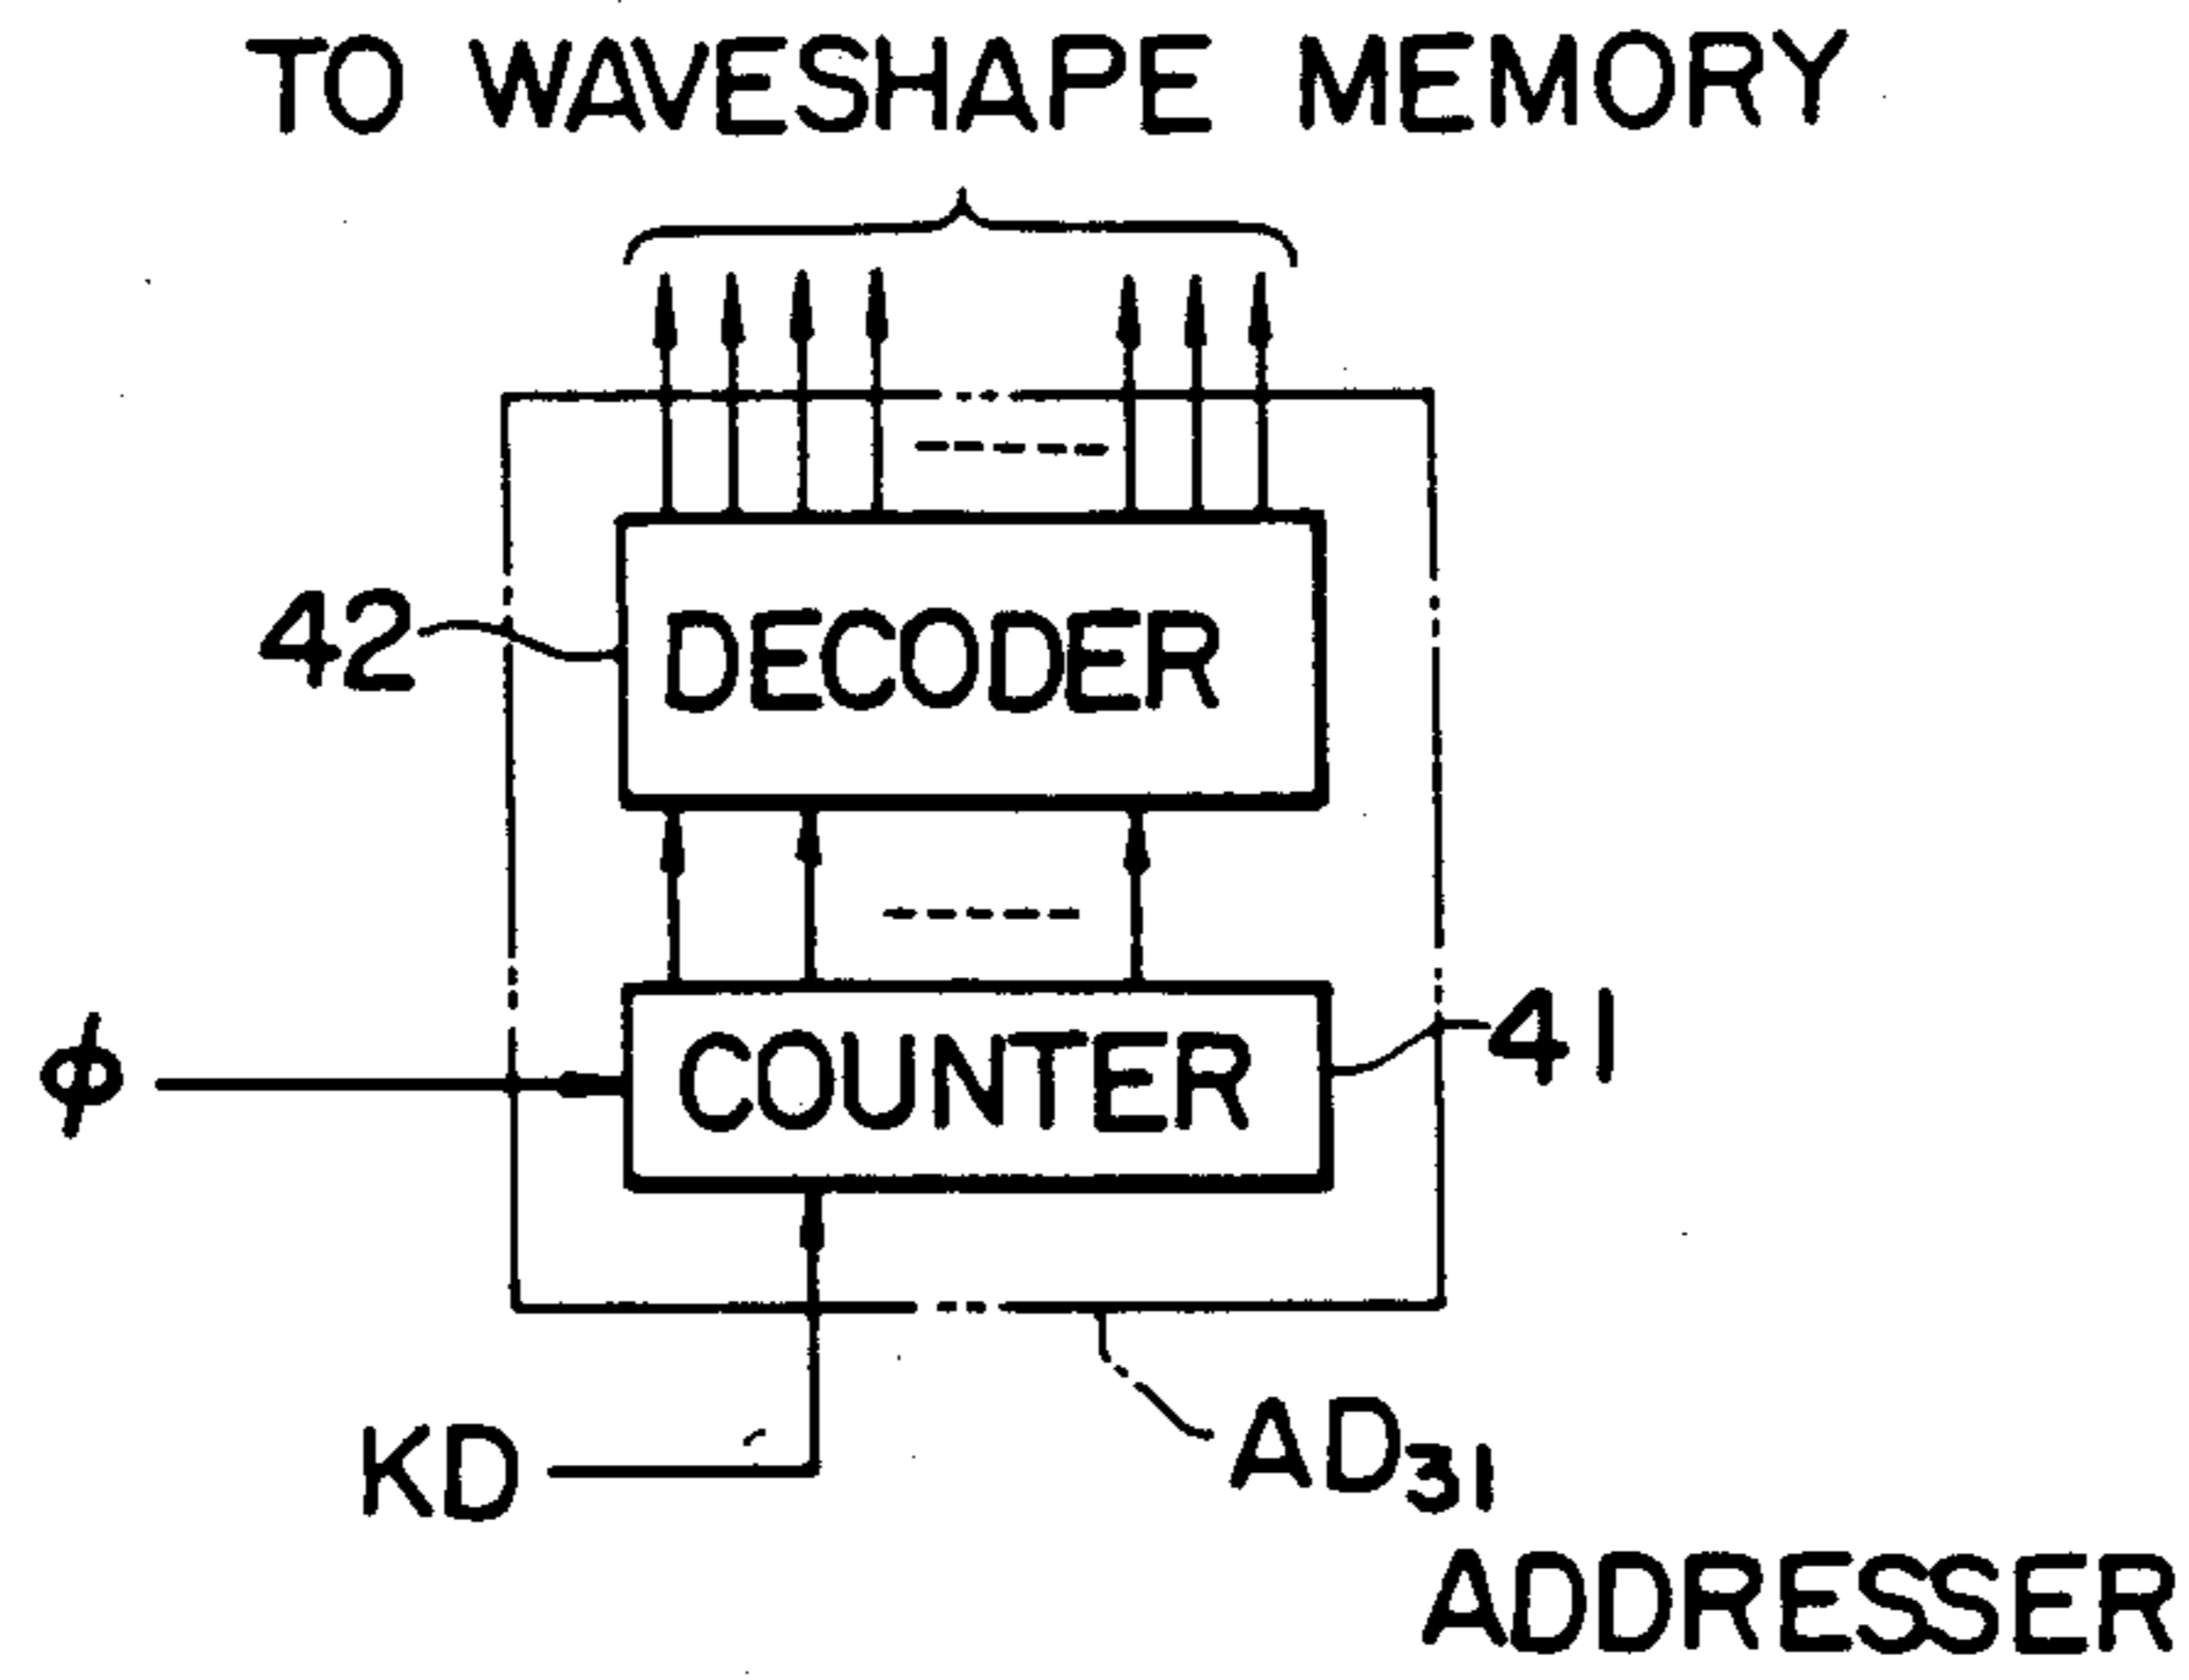 TO WAVESHAPE MEMORY
42
DECODER
φ
COUNTER
41
KD
AD31
ADDRESSER